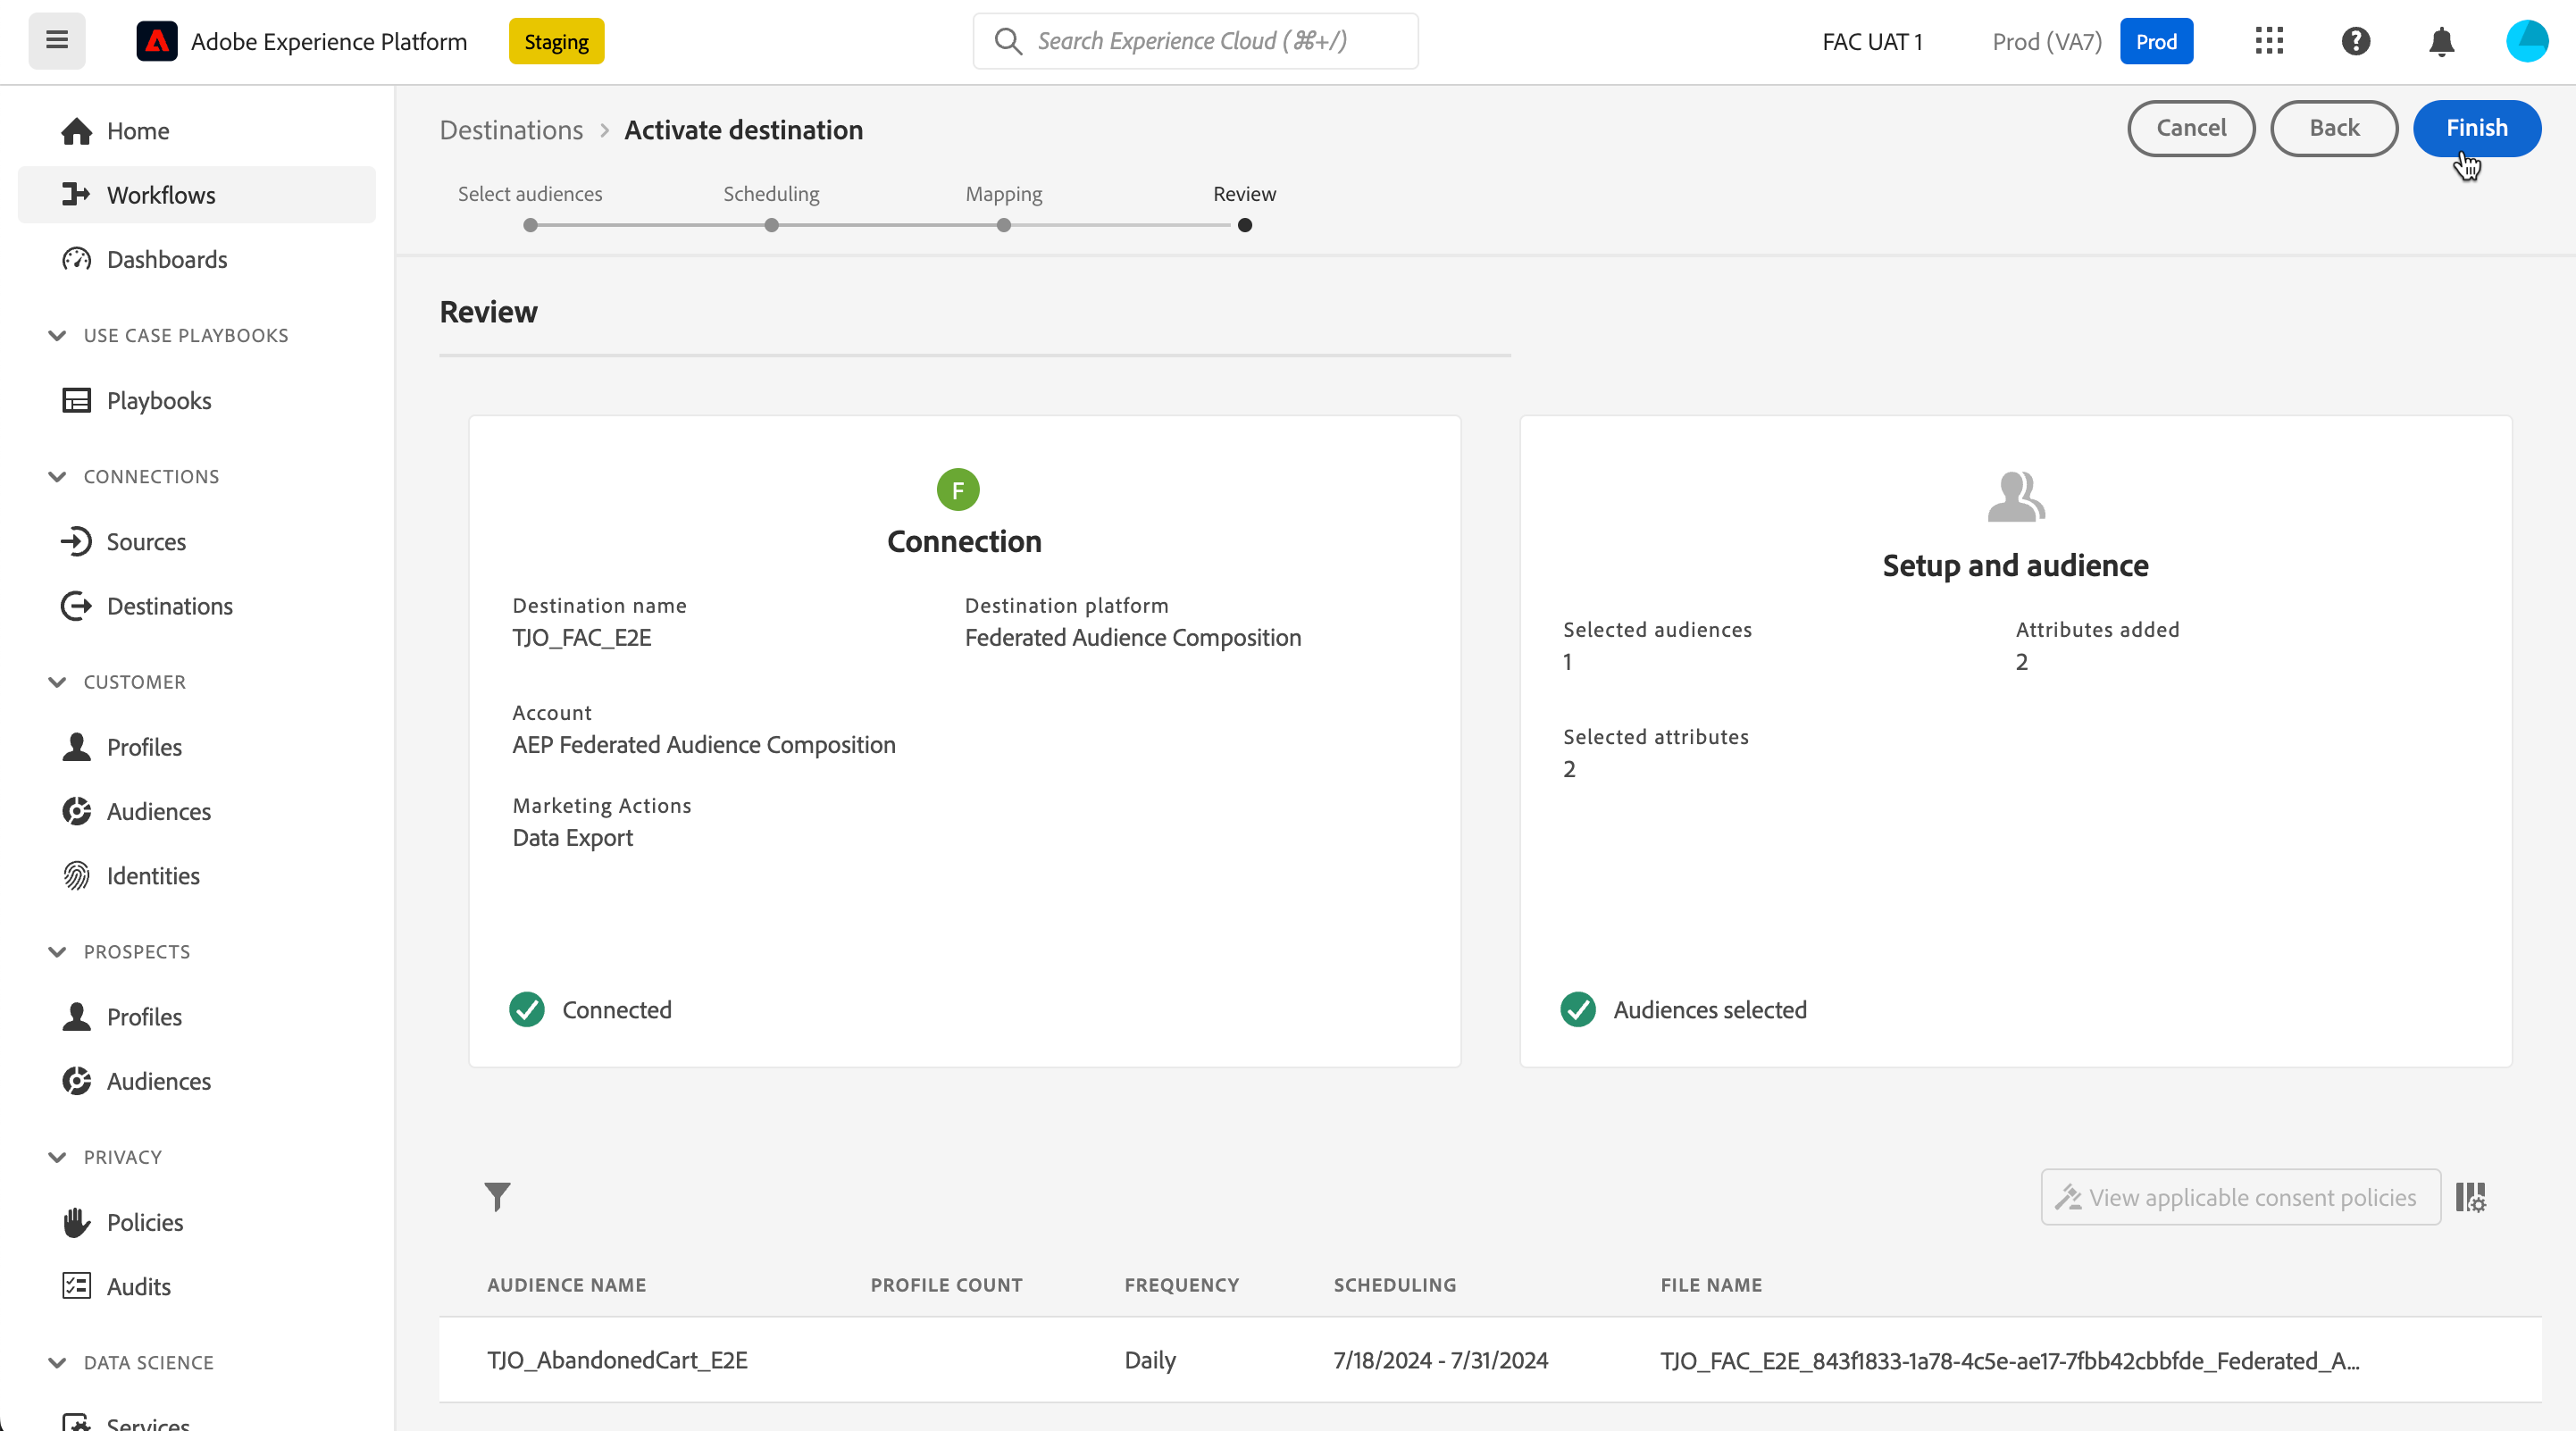 Adobe Experience Platform
Staging
Search Experience Cloud (⌘+/)
FAC UAT 1
Prod (VA7)
Prod
Home
Workflows
Dashboards
USE CASE PLAYBOOKS
Playbooks
CONNECTIONS
Sources
Destinations
CUSTOMER
Profiles
Audiences
Identities
PROSPECTS
Profiles
Audiences
PRIVACY
Policies
Audits
DATA SCIENCE
Services
Destinations > Activate destination
Cancel
Back
Finish
Select audiences
Scheduling
Mapping
Review
Review
F
Connection
Destination name
TJO_FAC_E2E
Destination platform
Federated Audience Composition
Account
AEP Federated Audience Composition
Marketing Actions
Data Export
Connected
Setup and audience
Selected audiences
1
Attributes added
2
Selected attributes
2
Audiences selected
View applicable consent policies
AUDIENCE NAME PROFILE COUNT FREQUENCY SCHEDULING FILE NAME
TJO_AbandonedCart_E2E Daily 7/18/2024 - 7/31/2024 TJO_FAC_E2E_843f1833-1a78-4c5e-ae17-7fbb42cbbfde_Federated_A...